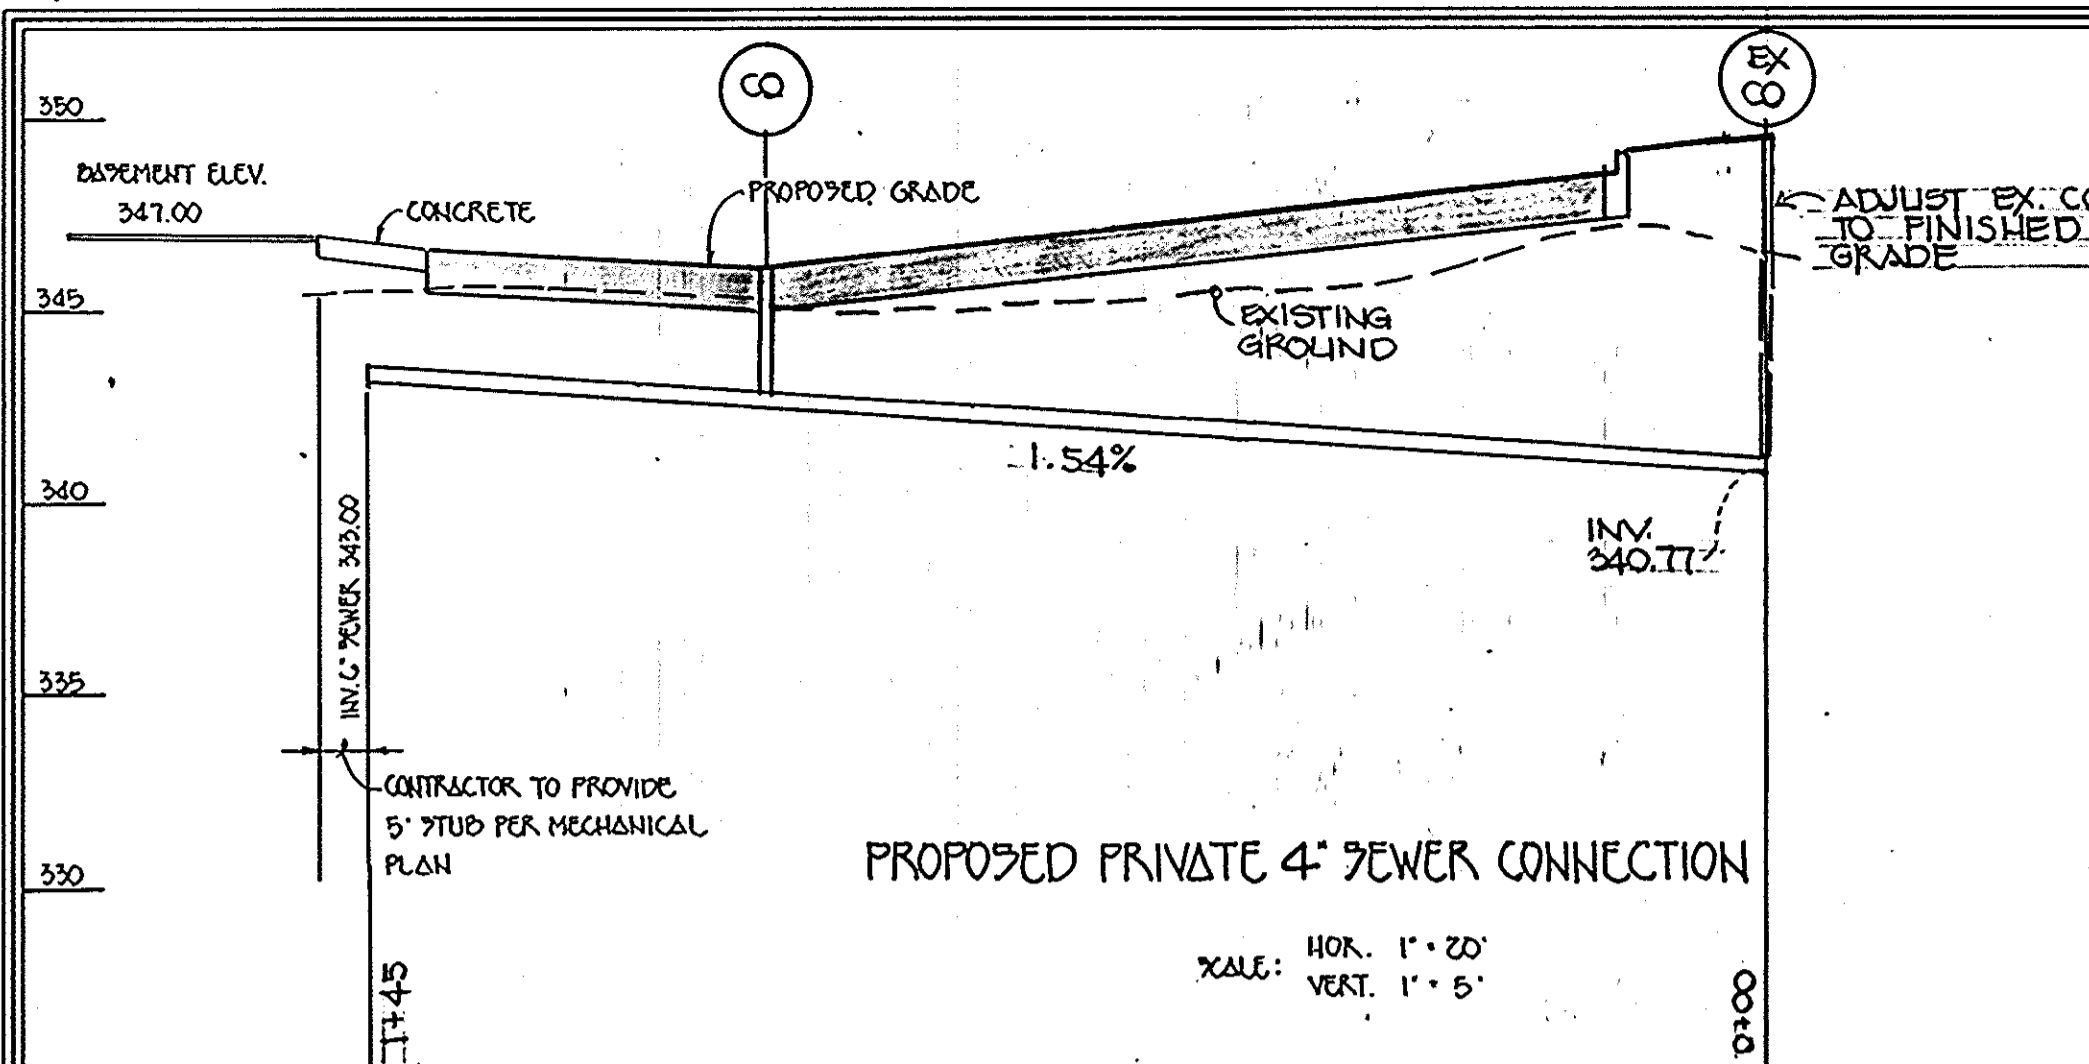 CO
EX
CO
350
BASEMENT ELEV.
347.00
CONCRETE
PROPOSED GRADE
ADJUST EX. CO
TO FINISHED
GRADE
345
EXISTING
GROUND
1.54%
340
INV.
340.77
INV. 6" SEWER 343.00
335
CONTRACTOR TO PROVIDE
5' STUB PER MECHANICAL
PLAN
330
PROPOSED PRIVATE 4" SEWER CONNECTION
SCALE: HOR. 1" = 20'
VERT. 1" = 5'
1+45
0+00